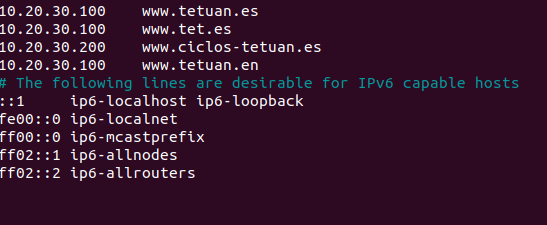 10.20.30.100    www.tetuan.es
10.20.30.100    www.tet.es
10.20.30.200    www.ciclos-tetuan.es
10.20.30.100    www.tetuan.en
# The following lines are desirable for IPv6 capable hosts
::1     ip6-localhost ip6-loopback
fe00::0 ip6-localnet
ff00::0 ip6-mcastprefix
ff02::1 ip6-allnodes
ff02::2 ip6-allrouters